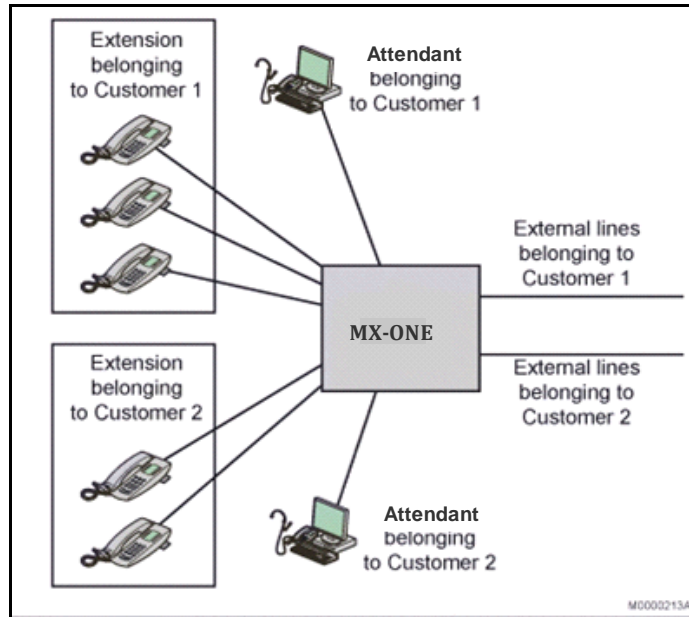 Extension
belonging
to Customer 1
Attendant
belonging
to Customer 1
External lines
belonging to
Customer 1
MX-ONE
Extension
belonging
to Customer 2
External lines
belonging to
Customer 2
Attendant
belonging
to Customer 2
M0000213A